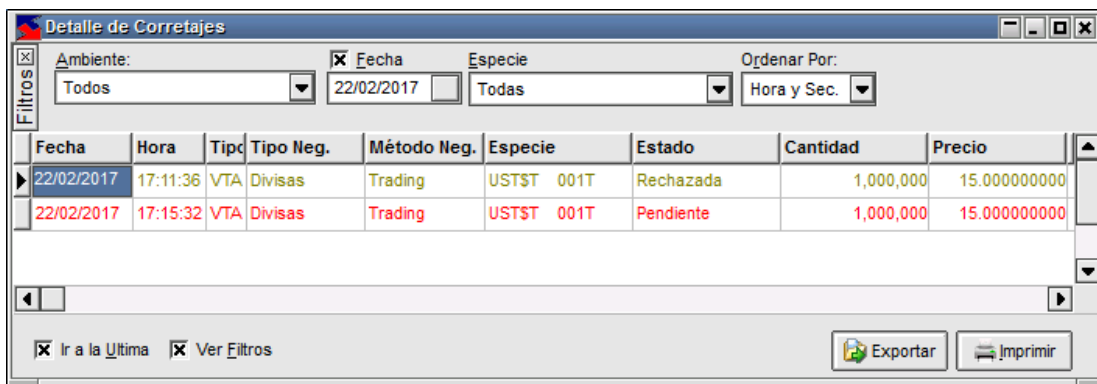 Detalle de Corretajes
Filtros
Ambiente: Fecha Especie Ordenar Por:
Todos 22/02/2017 Todas Hora y Sec.
Fecha Hora Tipo Tipo Neg. Método Neg. Especie Estado Cantidad Precio
22/02/2017 17:11:36 VTA Divisas Trading UST$T 001T Rechazada 1,000,000 15.000000000
22/02/2017 17:15:32 VTA Divisas Trading UST$T 001T Pendiente 1,000,000 15.000000000
Ir a la Ultima Ver Filtros Exportar Imprimir